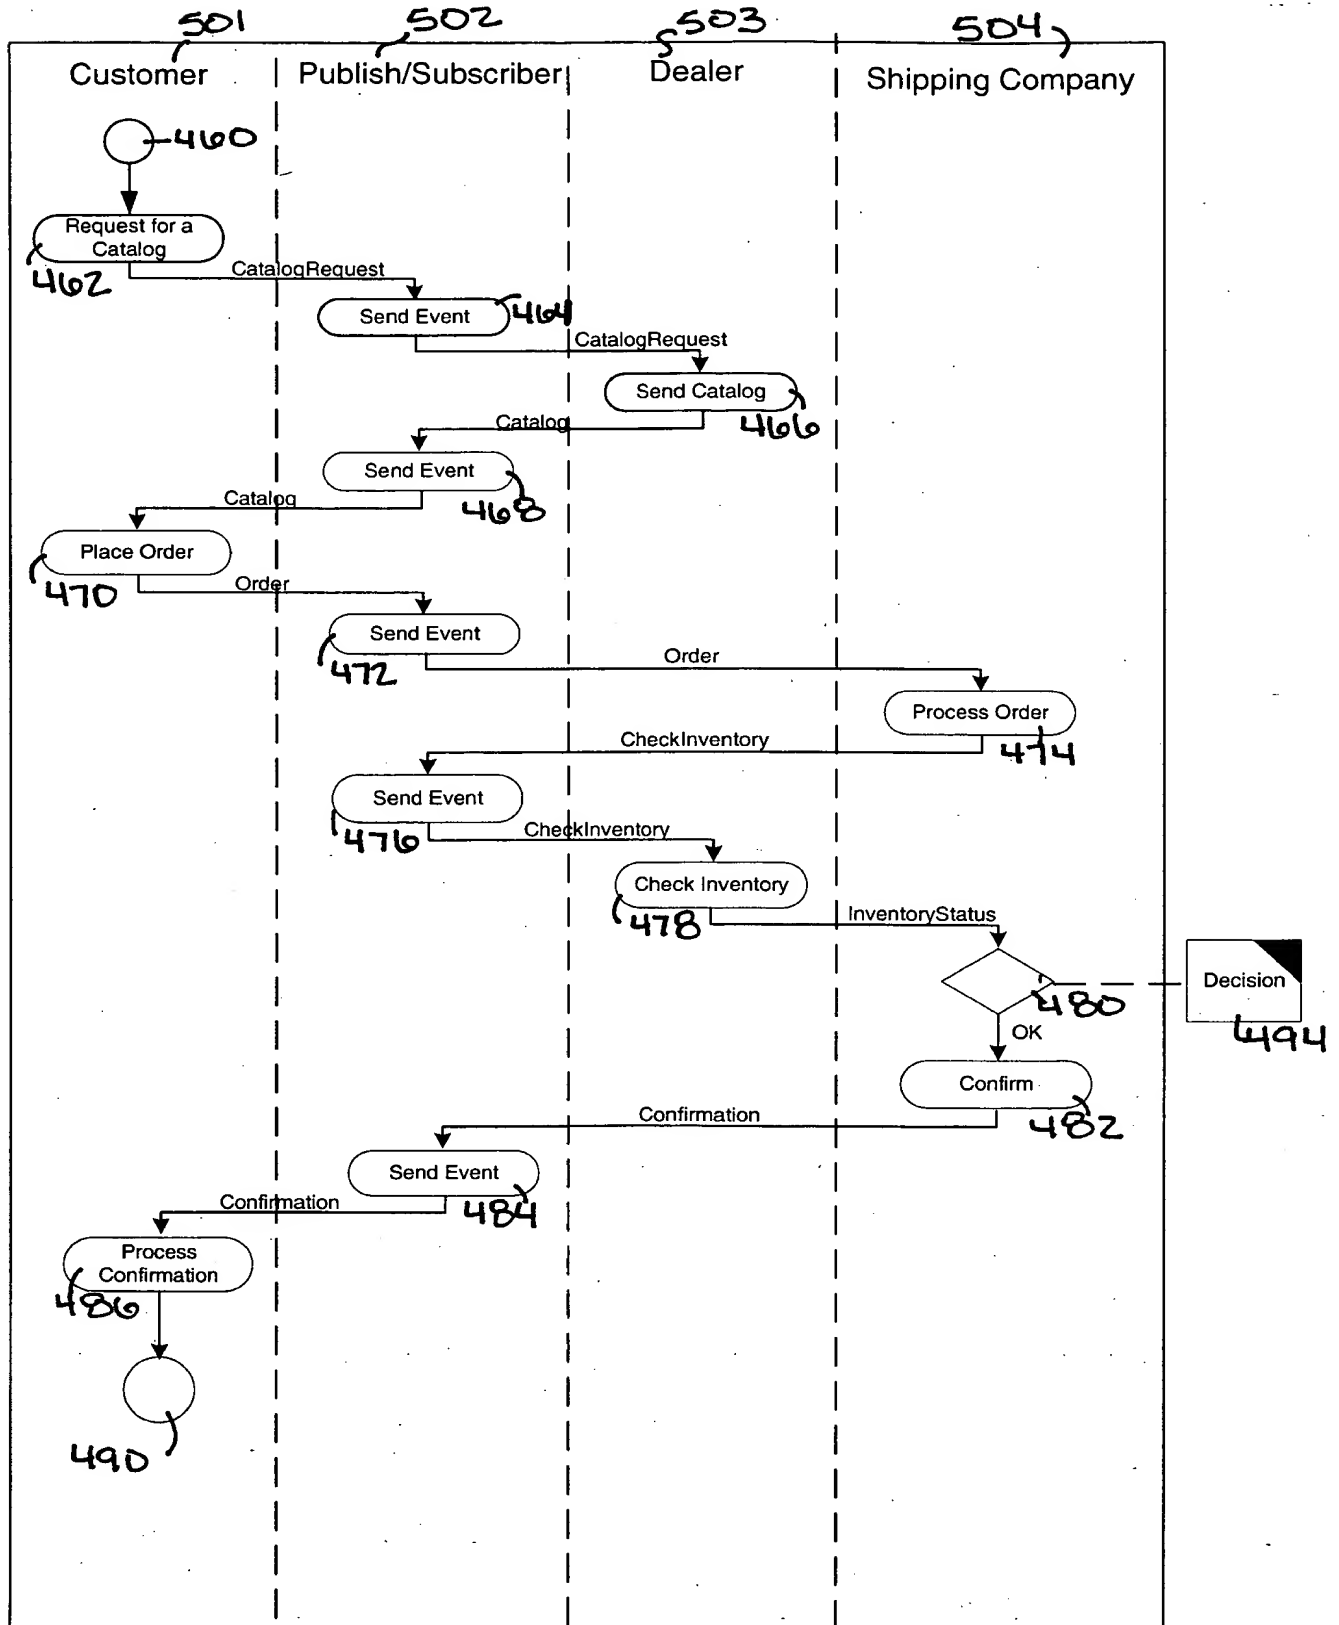 501
502
503
504
Customer
Publish/Subscriber
Dealer
Shipping Company
460
Request for a
Catalog
462
CatalogRequest
Send Event
464
CatalogRequest
Send Catalog
466
Catalog
Send Event
468
Catalog
Place Order
470
Order
Send Event
472
Order
Process Order
474
CheckInventory
Send Event
476
CheckInventory
Check Inventory
478
InventoryStatus
480
Decision
494
OK
Confirm
482
Confirmation
Send Event
484
Confirmation
Process
Confirmation
486
490